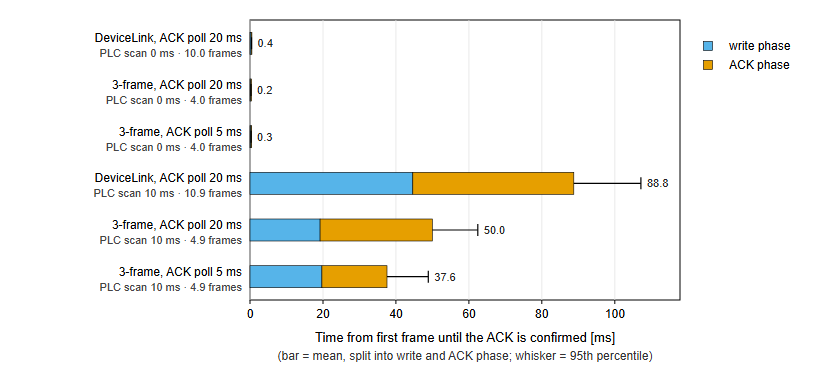 DeviceLink, ACK poll 20 ms
PLC scan 0 ms · 10.0 frames
0.4
3-frame, ACK poll 20 ms
PLC scan 0 ms · 4.0 frames
0.2
3-frame, ACK poll 5 ms
PLC scan 0 ms · 4.0 frames
0.3
DeviceLink, ACK poll 20 ms
PLC scan 10 ms · 10.9 frames
88.8
3-frame, ACK poll 20 ms
PLC scan 10 ms · 4.9 frames
50.0
3-frame, ACK poll 5 ms
PLC scan 10 ms · 4.9 frames
37.6
0 20 40 60 80 100
Time from first frame until the ACK is confirmed [ms]
(bar = mean, split into write and ACK phase; whisker = 95th percentile)
write phase
ACK phase